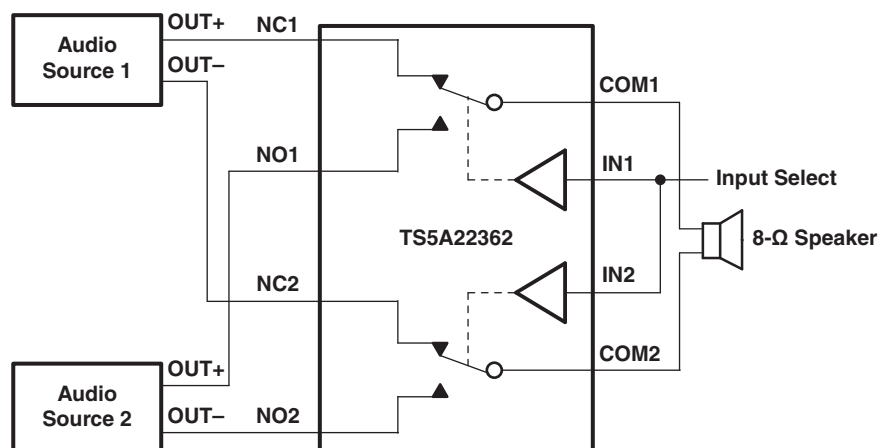 Audio
Source 1
OUT+
OUT–
NC1
NO1
NC2
NO2
COM1
IN1
Input Select
TS5A22362
8-Ω Speaker
IN2
COM2
Audio
Source 2
OUT+
OUT–